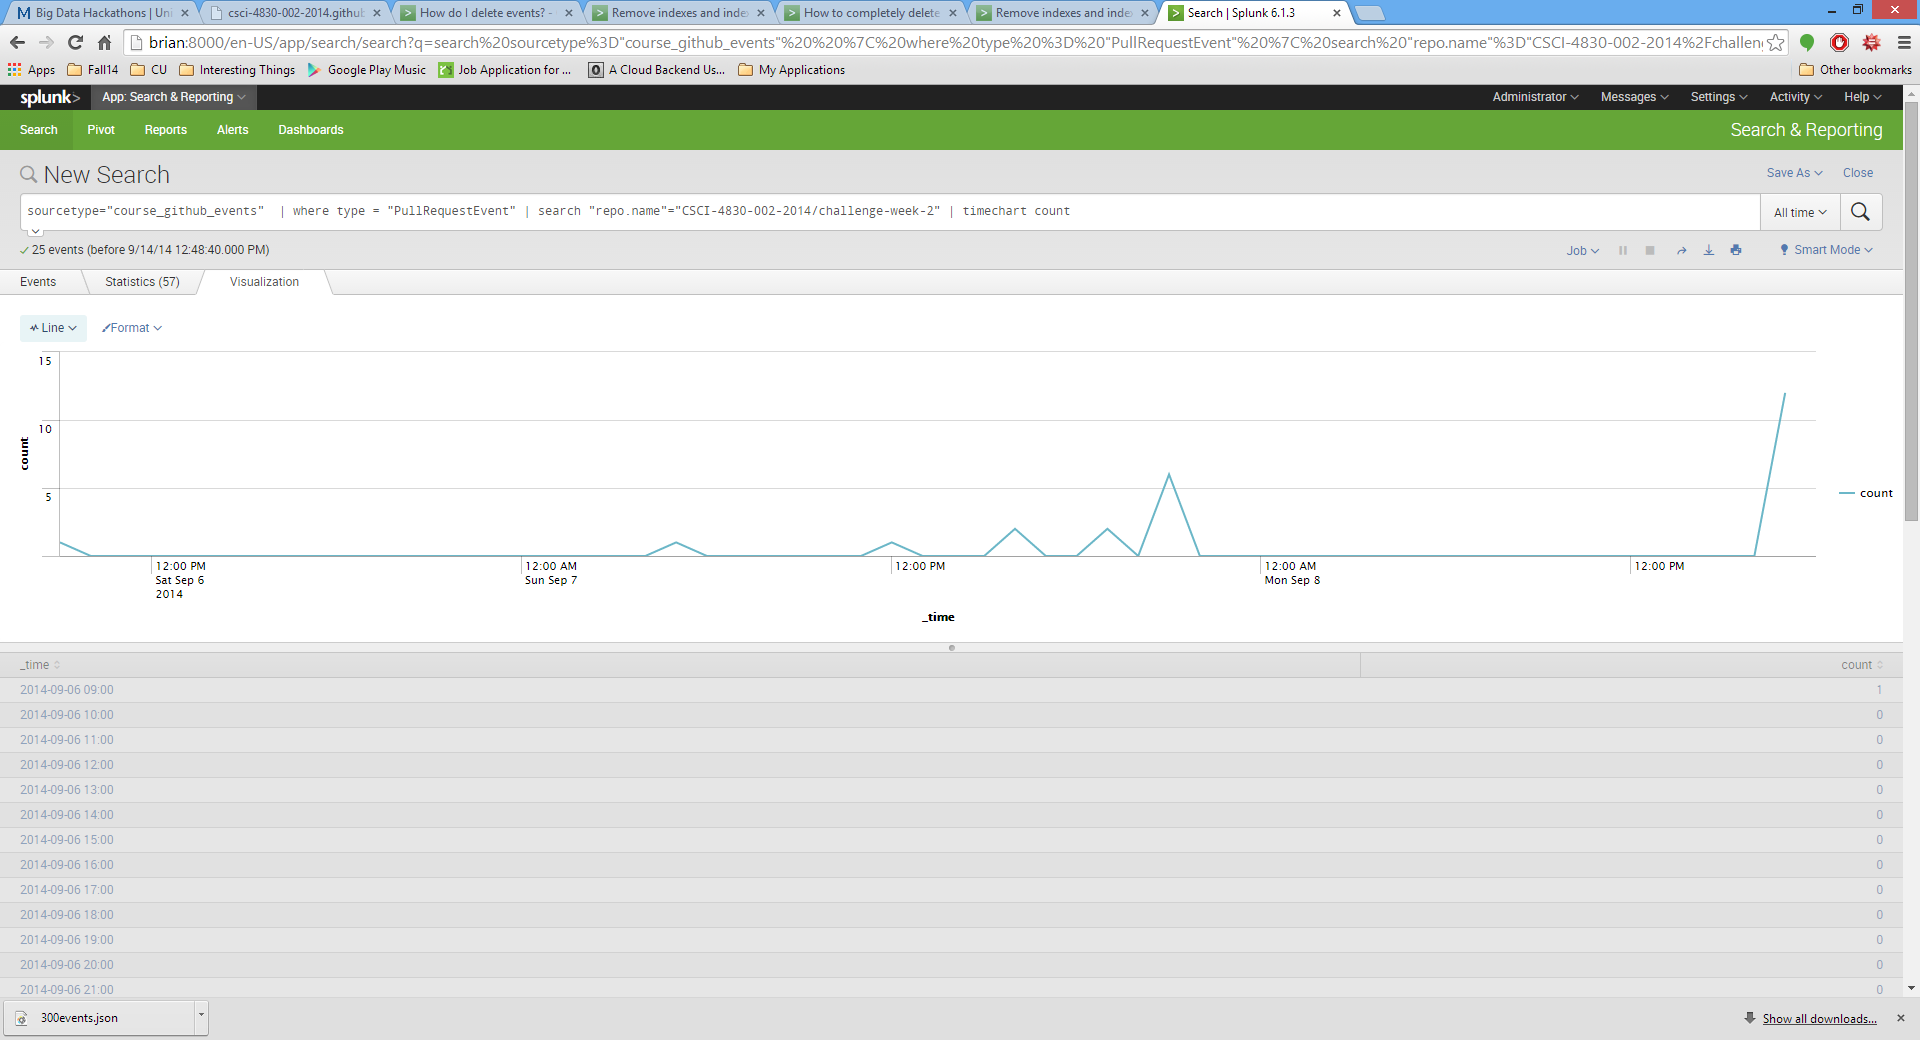 Big Data Hackathons | Uni
csci-4830-002-2014.github
How do I delete events? -
Remove indexes and inde
How to completely delete
Remove indexes and inde
Search | Splunk 6.1.3
brian:8000/en-US/app/search/search?q=search%20sourcetype%3D"course_github_events"%20%20%7C%20where%20type%20%3D%20"PullRequestEvent"%20%7C%20search%20"repo.name"%3D"CSCI-4830-002-2014%2Fchalleng
Apps
Fall14
CU
Interesting Things
Google Play Music
Job Application for ...
A Cloud Backend Us...
My Applications
Other bookmarks
splunk>
App: Search & Reporting
Administrator
Messages
Settings
Activity
Help
Search
Pivot
Reports
Alerts
Dashboards
Search & Reporting
New Search
Save As
Close
sourcetype="course_github_events"  | where type = "PullRequestEvent" | search "repo.name"="CSCI-4830-002-2014/challenge-week-2" | timechart count
All time
25 events (before 9/14/14 12:48:40.000 PM)
Job
Smart Mode
Events
Statistics (57)
Visualization
Line
Format
15
10
5
count
12:00 PM
Sat Sep 6
2014
12:00 AM
Sun Sep 7
12:00 PM
12:00 AM
Mon Sep 8
12:00 PM
_time
count
_time count
2014-09-06 09:00 1
2014-09-06 10:00 0
2014-09-06 11:00 0
2014-09-06 12:00 0
2014-09-06 13:00 0
2014-09-06 14:00 0
2014-09-06 15:00 0
2014-09-06 16:00 0
2014-09-06 17:00 0
2014-09-06 18:00 0
2014-09-06 19:00 0
2014-09-06 20:00 0
2014-09-06 21:00 0
300events.json
Show all downloads...